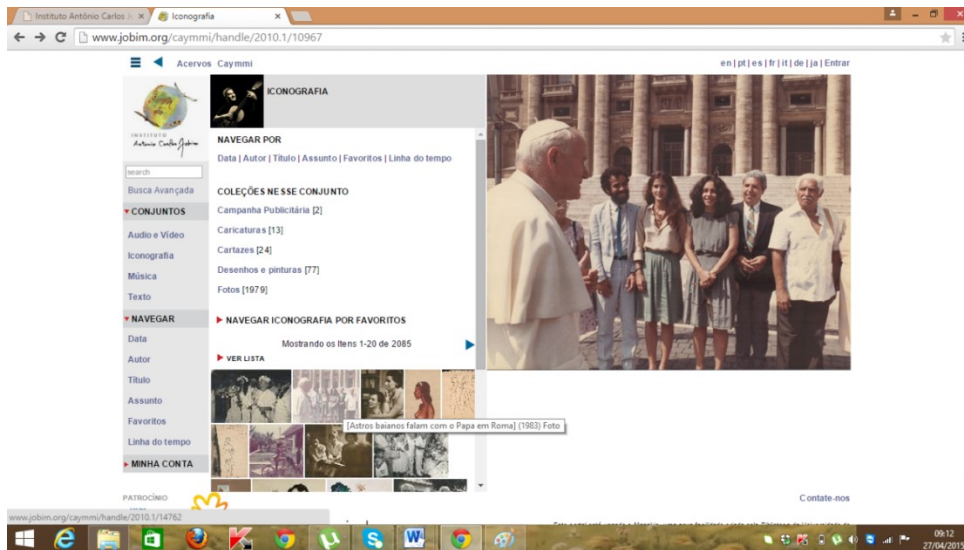 Instituto Antônio Carlos J
Iconografia
www.jobim.org/caymmi/handle/2010.1/10967
Acervos Caymmi
en | pt | es | fr | it | de | ja | Entrar
INSTITUTO
Antonio Carlos Jobim
ICONOGRAFIA
search
Busca Avançada
CONJUNTOS
Audio e Vídeo
Iconografia
Música
Texto
NAVEGAR
Data
Autor
Título
Assunto
Favoritos
Linha do tempo
MINHA CONTA
PATROCÍNIO
NAVEGAR POR
Data | Autor | Título | Assunto | Favoritos | Linha do tempo
COLEÇÕES NESSE CONJUNTO
Campanha Publicitária [2]
Caricaturas [13]
Cartazes [24]
Desenhos e pinturas [77]
Fotos [1979]
NAVEGAR ICONOGRAFIA POR FAVORITOS
Mostrando os Itens 1-20 de 2085
VER LISTA
[Astros baianos falam com o Papa em Roma] (1983) Foto
Contate-nos
www.jobim.org/caymmi/handle/2010.1/14762
09:12
27/04/2015